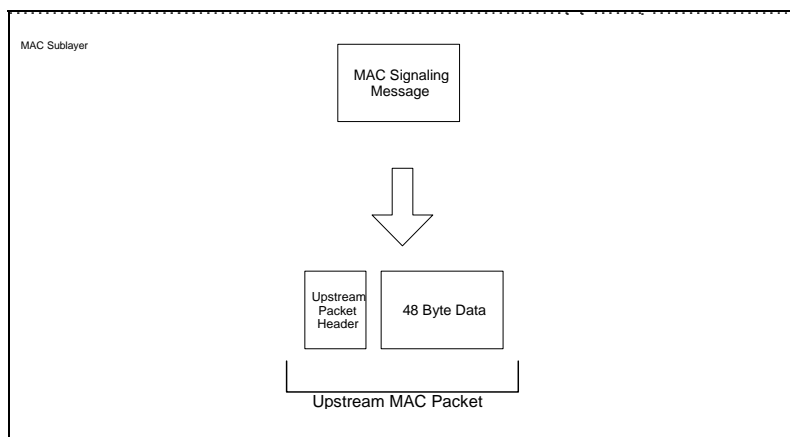 MAC Sublayer
MAC Signaling
Message
Upstream
Packet
Header
48 Byte Data
Upstream MAC Packet